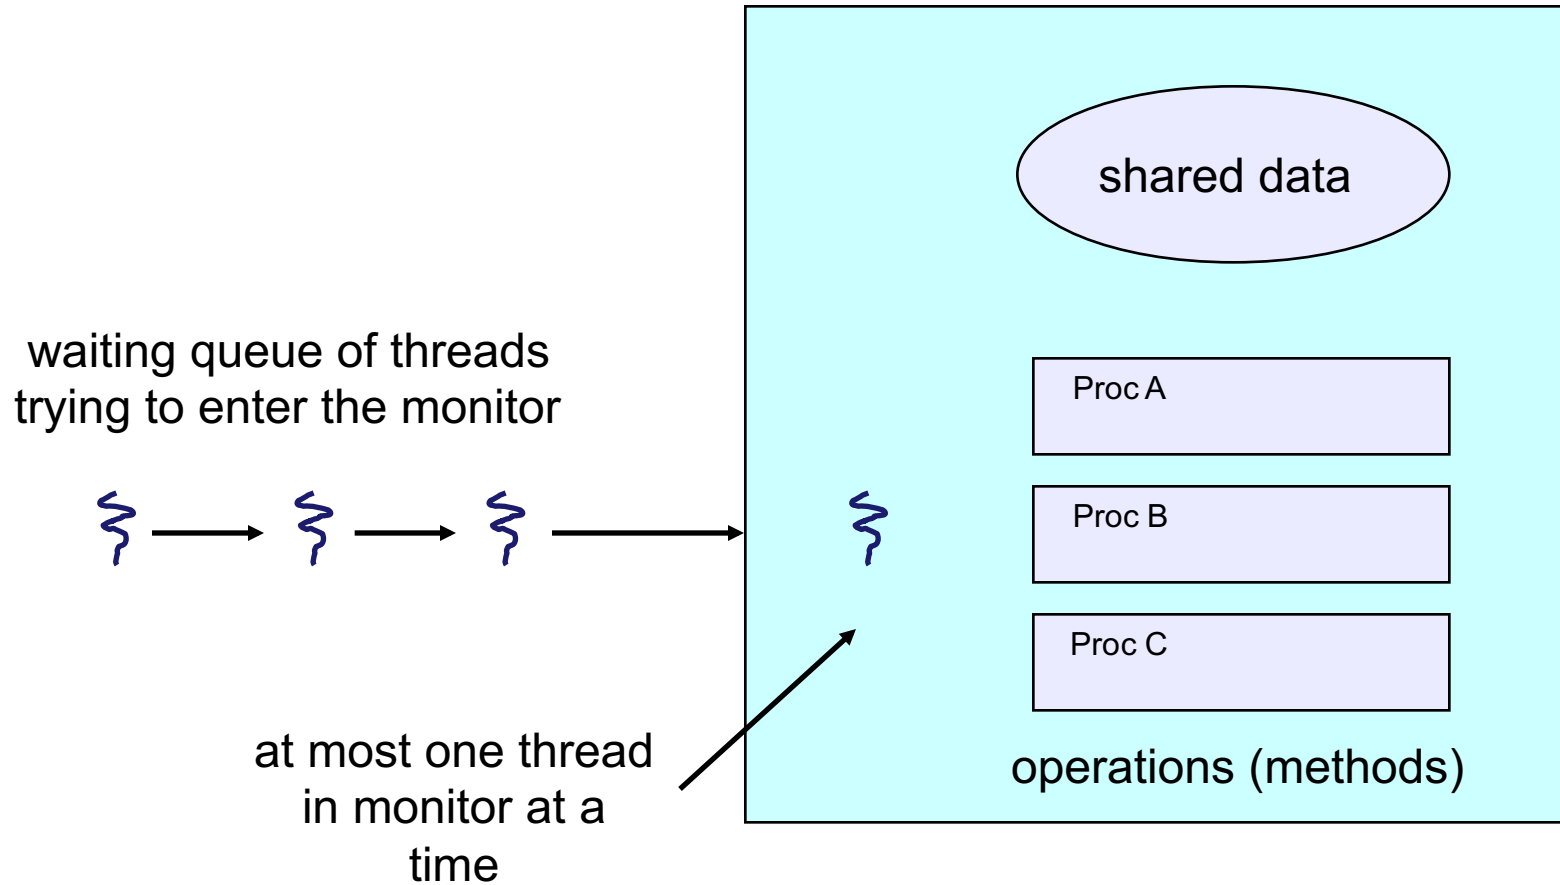 shared data
waiting queue of threads
trying to enter the monitor
Proc A
Proc B
Proc C
at most one thread
in monitor at a
time
operations (methods)